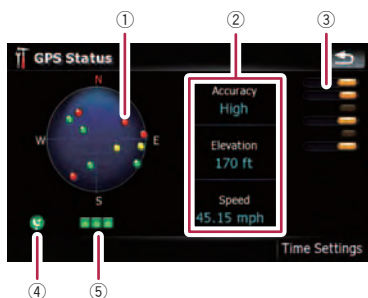 ① ② ③
GPS Status
N
W E
S
Accuracy
High
Elevation
170 ft
Speed
45.15 mph
Time Settings
④ ⑤